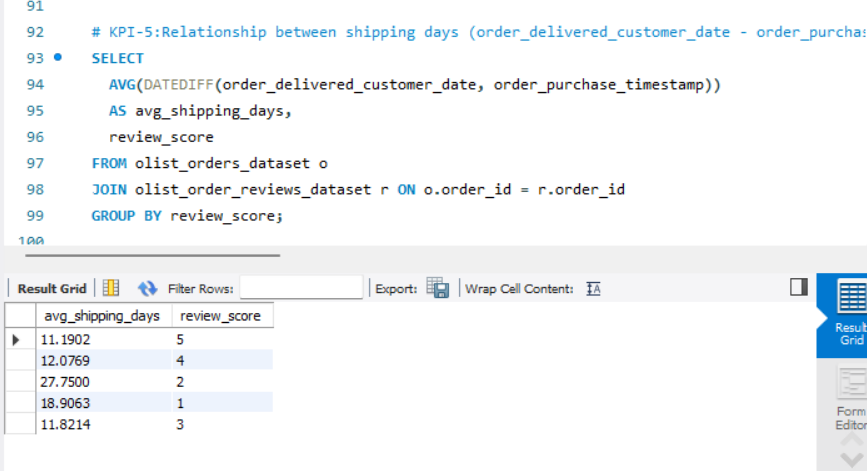 91
92 # KPI-5:Relationship between shipping days (order_delivered_customer_date - order_purchas
93 SELECT
94 AVG(DATEDIFF(order_delivered_customer_date, order_purchase_timestamp))
95 AS avg_shipping_days,
96 review_score
97 FROM olist_orders_dataset o
98 JOIN olist_order_reviews_dataset r ON o.order_id = r.order_id
99 GROUP BY review_score;
100
Result Grid Filter Rows: Export: Wrap Cell Content: IA
avg_shipping_days review_score
11.1902 5
12.0769 4
27.7500 2
18.9063 1
11.8214 3
Result
Grid
Form
Editor